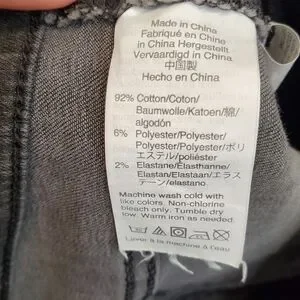 Made in China
Fabriqué en Chine
in China Hergestellt
Vervaardigd in China
中国製
Hecho en China
92% Cotton/Coton/
Baumwolle/Katoen/綿/
algodón
6% Polyester/Polyester/
Polyester/Polyester/ポリ
エステル/poliéster
2% Elastane/Élasthanne/
Elastan/Elastaan/エラス
テーン/elastano
Machine wash cold with
like colors. Non-chlorine
bleach only. Tumble dry
low. Warm iron as needed.
Laver à la machine à l'eau